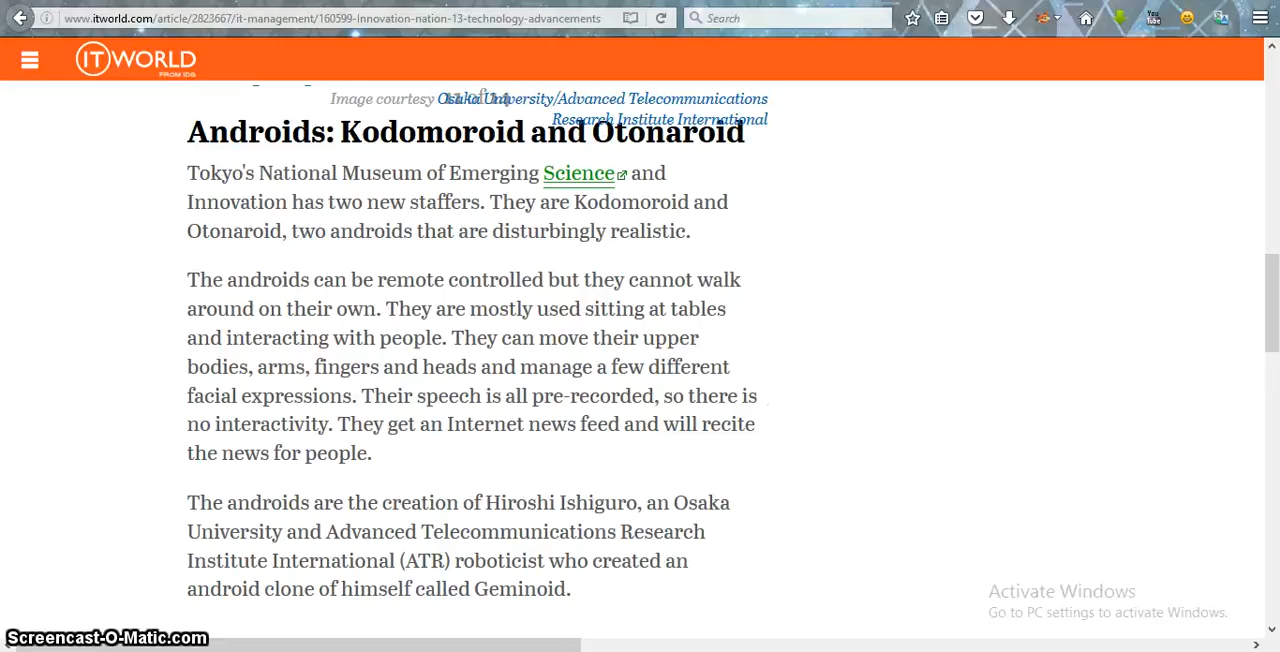 www.itworld.com/article/2823667/it-management/160599-Innovation-nation-13-technology-advancements
Search
You Tube
ITWORLD
FROM IDG
Image courtesy Osaka University/Advanced Telecommunications
Research Institute International
Androids: Kodomoroid and Otonaroid
Tokyo's National Museum of Emerging Science and
Innovation has two new staffers. They are Kodomoroid and
Otonaroid, two androids that are disturbingly realistic.
The androids can be remote controlled but they cannot walk
around on their own. They are mostly used sitting at tables
and interacting with people. They can move their upper
bodies, arms, fingers and heads and manage a few different
facial expressions. Their speech is all pre-recorded, so there is
no interactivity. They get an Internet news feed and will recite
the news for people.
The androids are the creation of Hiroshi Ishiguro, an Osaka
University and Advanced Telecommunications Research
Institute International (ATR) roboticist who created an
android clone of himself called Geminoid.
Activate Windows
Go to PC settings to activate Windows.
Screencast-O-Matic.com